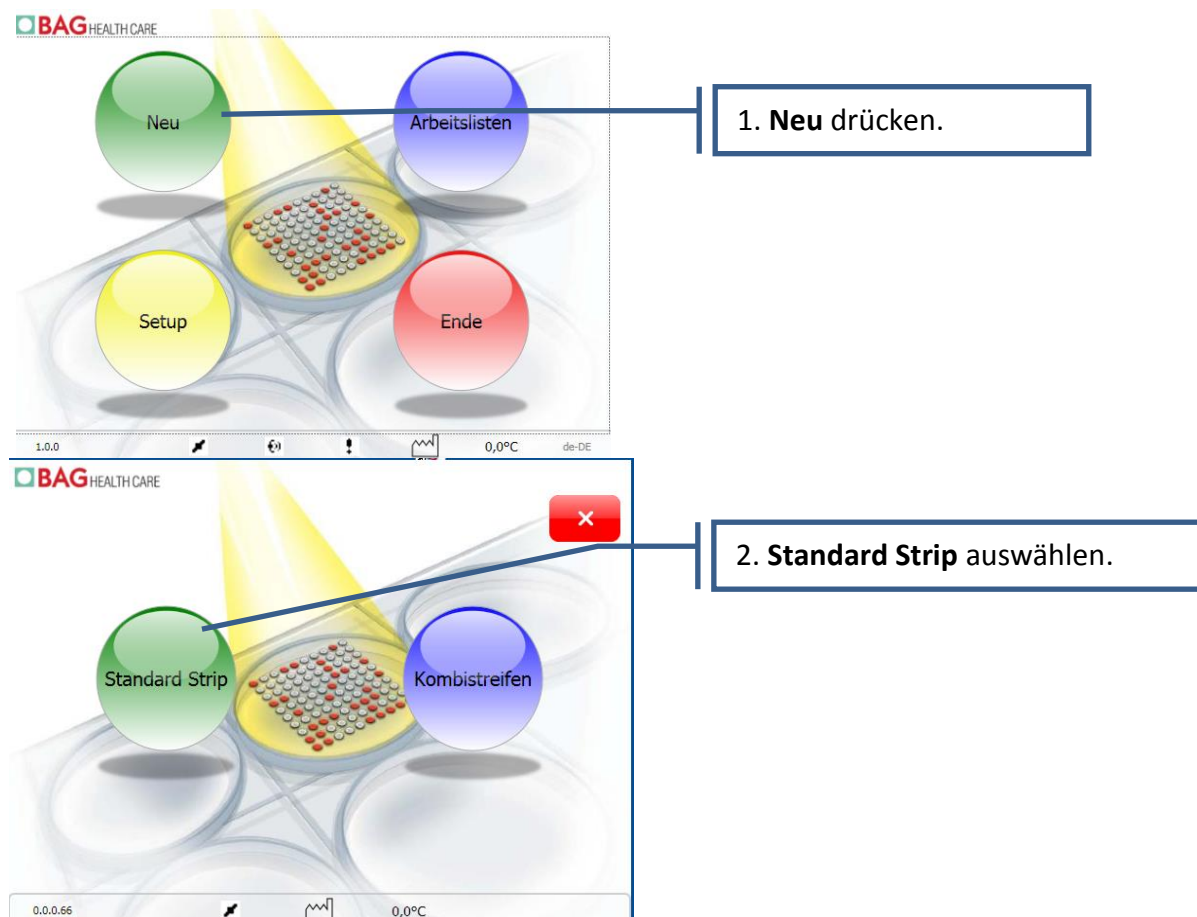 BAG HEALTH CARE
Neu
Arbeitslisten
1. Neu drücken.
Setup
Ende
1.0.0
0,0°C
de-DE
BAG HEALTH CARE
2. Standard Strip auswählen.
Standard Strip
Kombistreifen
0.0.0.66
0,0°C